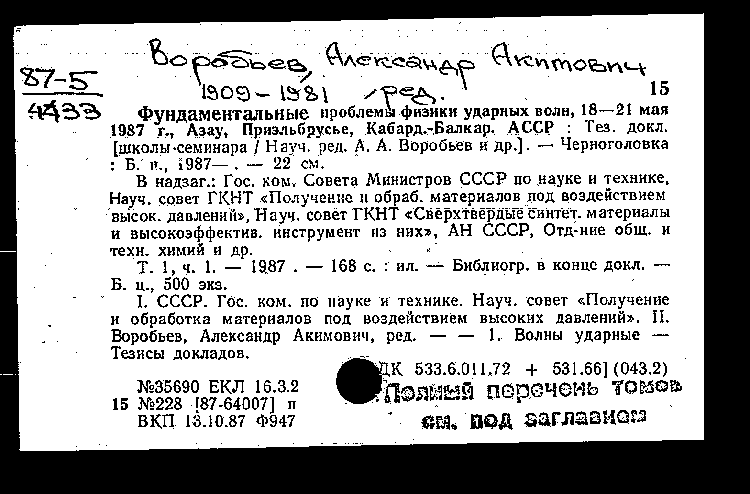 Воробьев, Александр Акимович
87-5
1909 – 1981 /ред.
15
4433
Фундаментальные проблемы физики ударных волн, 18—21 мая
1987 г., Азау, Приэльбрусье, Кабард.-Балкар. АССР : Тез. докл.
[школы-семинара / Науч. ред. А. А. Воробьев и др.]. — Черноголовка
: Б. и., 1987— . — 22 см.
В надзаг.: Гос. ком. Совета Министров СССР по науке и технике,
Науч. совет ГКНТ «Получение и обраб. материалов под воздействием
высок. давлений», Науч. совет ГКНТ «Сверхтвердые синтет. материалы
и высокоэффектив. инструмент из них», АН СССР, Отд-ние общ. и
техн. химий и др.
Т. 1, ч. 1. — 1987 . — 168 с. : ил. — Библиогр. в конце докл. —
Б. ц., 500 экз.
I. СССР. Гос. ком. по науке и технике. Науч. совет «Получение
и обработка материалов под воздействием высоких давлений». II.
Воробьев, Александр Акимович, ред. — — 1. Волны ударные —
Тезисы докладов.
ДК 533.6.011.72 + 531.66](043.2)
№35690 ЕКЛ 16.3.2
Полный перечень томов
15 №228 [87-64007] п
см. под заглавием
ВКП 13.10.87 Ф947